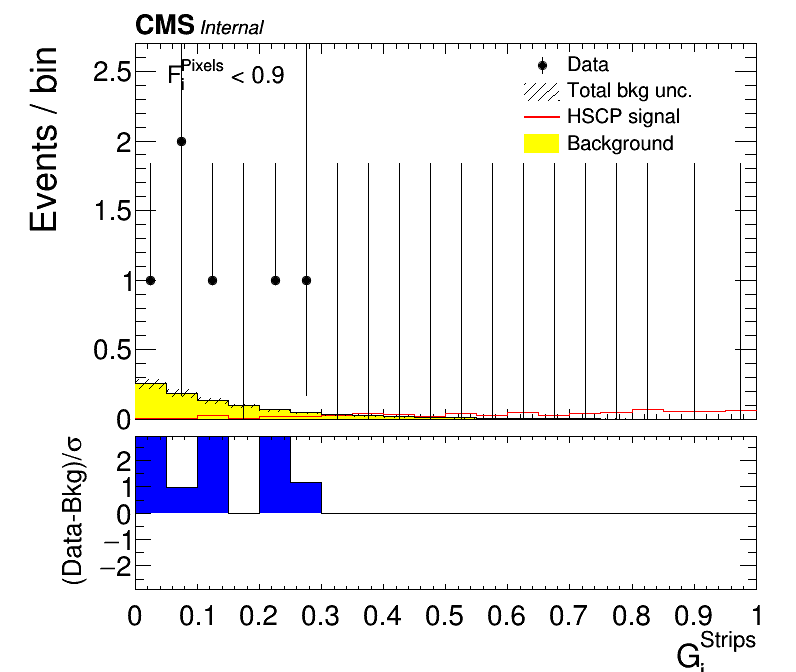 CMS Internal
F_i^Pixels < 0.9
Data
Total bkg unc.
HSCP signal
Background
Events / bin
2.5
2
1.5
1
0.5
0
(Data-Bkg)/σ
2
1
0
−1
−2
0 0.1 0.2 0.3 0.4 0.5 0.6 0.7 0.8 0.9 1
G_i^Strips